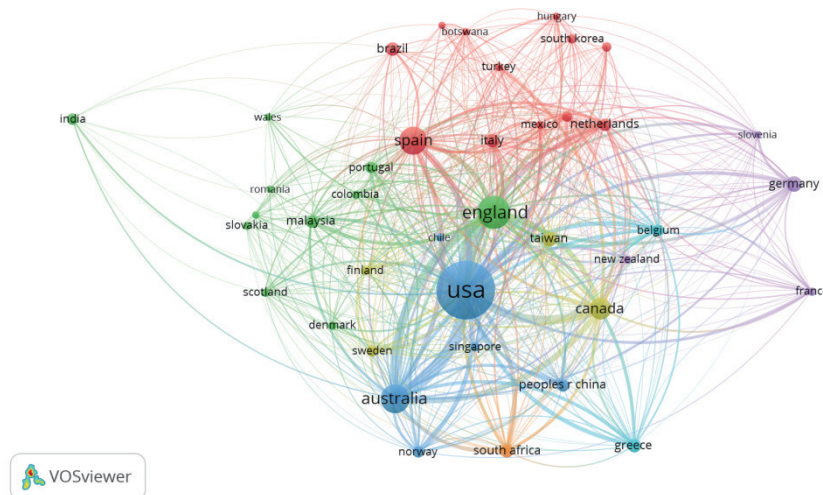 hungary
botswana
south korea
brazil
turkey
india
wales
mexico
netherlands
spain
italy
slovenia
portugal
germany
romania
colombia
england
slovakia
malaysia
chile
taiwan
belgium
new zealand
finland
usa
scotland
franc
canada
denmark
sweden
singapore
peoples r china
australia
norway
south africa
greece
VOSviewer